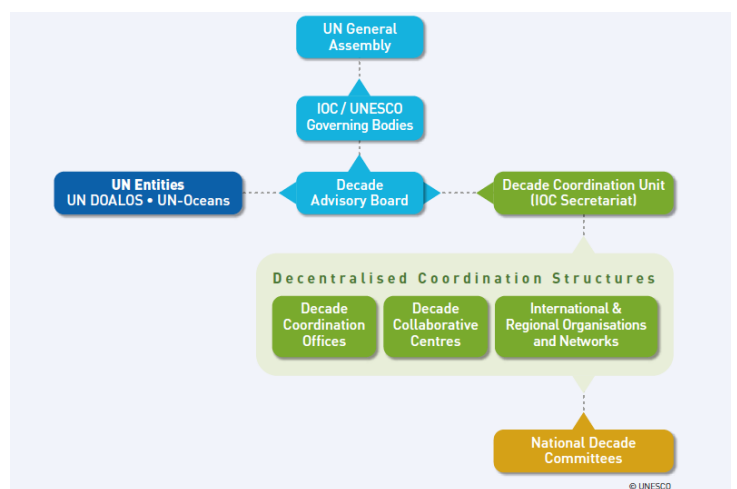 UN General
Assembly
IOC / UNESCO
Governing Bodies
UN Entities
UN DOALOS • UN-Oceans
Decade
Advisory Board
Decade Coordination Unit
(IOC Secretariat)
Decentralised Coordination Structures
Decade
Coordination
Offices
Decade
Collaborative
Centres
International &
Regional Organisations
and Networks
National Decade
Committees
© UNESCO